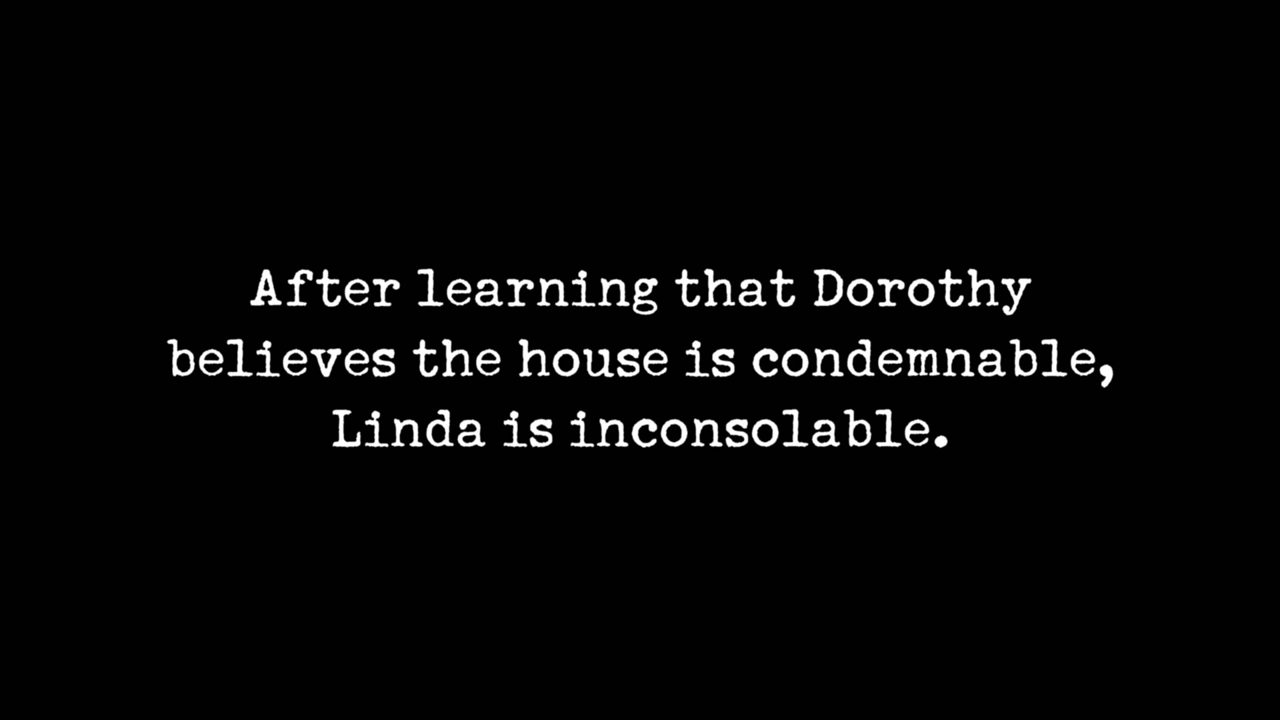 After learning that Dorothy
believes the house is condemnable,
Linda is inconsolable.